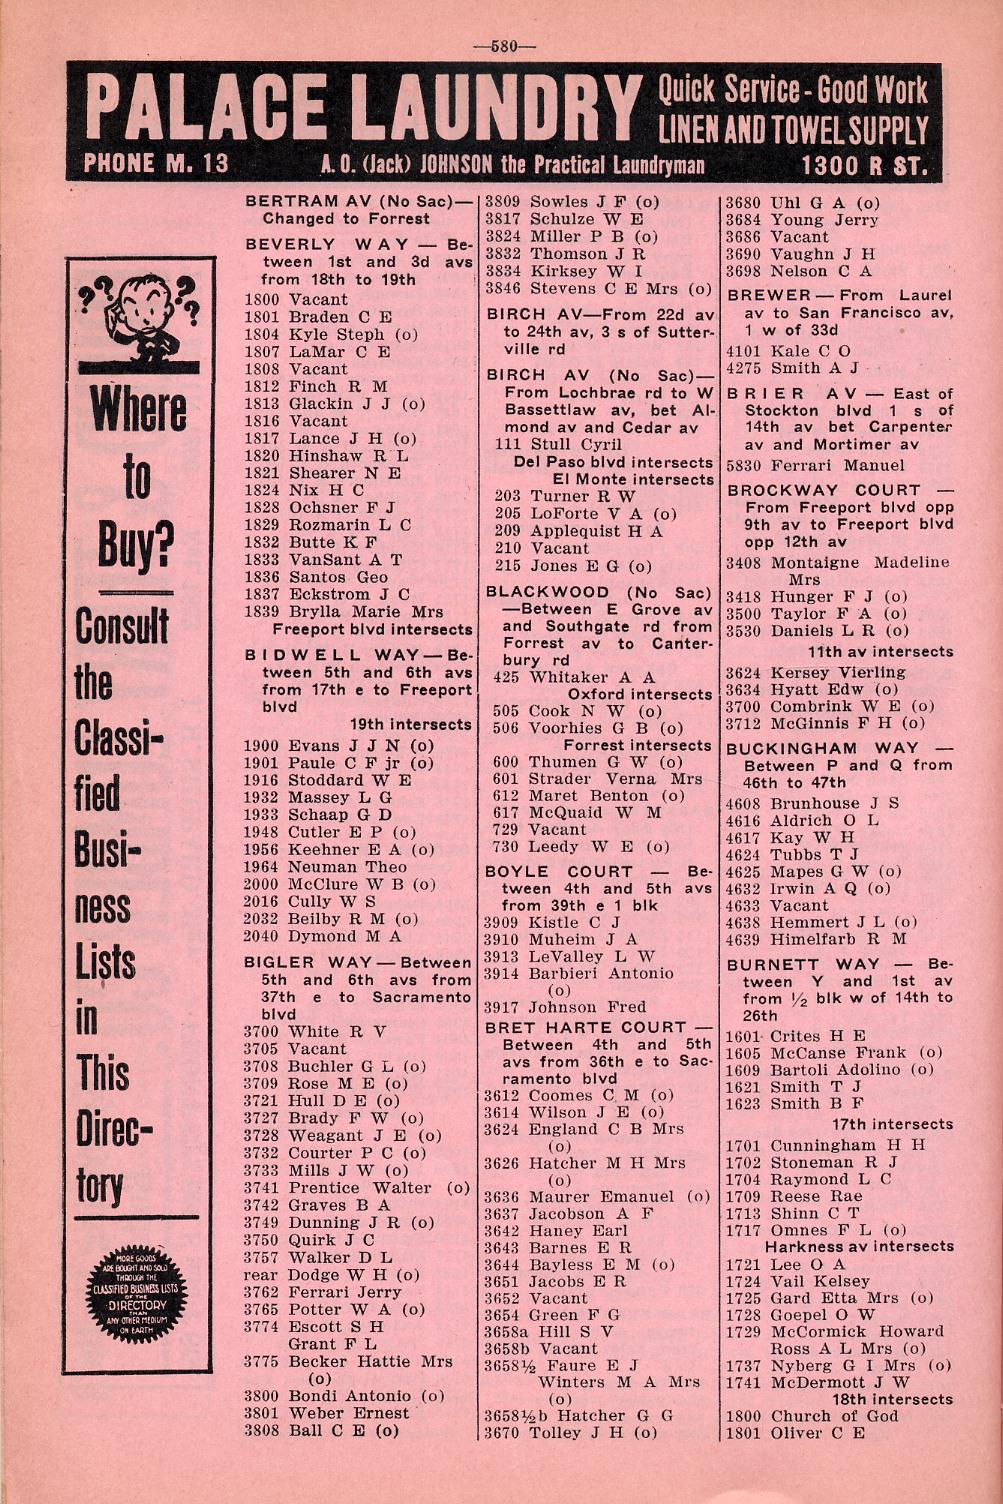 —580—
PALACE LAUNDRY
Quick Service - Good Work
LINEN AND TOWEL SUPPLY
PHONE M. 13
A. O. (Jack) JOHNSON the Practical Laundryman
1300 R ST.
??
??
Where
to
Buy?
Consult
the
Classi-
fied
Busi-
ness
Lists
in
This
Direc-
tory
MORE GOODS
ARE BOUGHT AND SOLD
THROUGH THE
CLASSIFIED BUSINESS LISTS
OF THE
DIRECTORY
THAN
ANY OTHER MEDIUM
ON EARTH
BERTRAM AV (No Sac)—
Changed to Forrest
BEVERLY WAY — Be-
tween 1st and 3d avs
from 18th to 19th
1800 Vacant
1801 Braden C E
1804 Kyle Steph (o)
1807 LaMar C E
1808 Vacant
1812 Finch R M
1813 Glackin J J (o)
1816 Vacant
1817 Lance J H (o)
1820 Hinshaw R L
1821 Shearer N E
1824 Nix H C
1828 Ochsner F J
1829 Rozmarin L C
1832 Butte K F
1833 VanSant A T
1836 Santos Geo
1837 Eckstrom J C
1839 Brylla Marie Mrs
Freeport blvd intersects
BIDWELL WAY — Be-
tween 5th and 6th avs
from 17th e to Freeport
blvd
19th intersects
1900 Evans J J N (o)
1901 Paule C F jr (o)
1916 Stoddard W E
1932 Massey L G
1933 Schaap G D
1948 Cutler E P (o)
1956 Keehner E A (o)
1964 Neuman Theo
2000 McClure W B (o)
2016 Cully W S
2032 Beilby R M (o)
2040 Dymond M A
BIGLER WAY — Between
5th and 6th avs from
37th e to Sacramento
blvd
3700 White R V
3705 Vacant
3708 Buchler G L (o)
3709 Rose M E (o)
3721 Hull D E (o)
3727 Brady F W (o)
3728 Weagant J E (o)
3732 Courter P C (o)
3733 Mills J W (o)
3741 Prentice Walter (o)
3742 Graves B A
3749 Dunning J R (o)
3750 Quirk J C
3757 Walker D L
rear Dodge W H (o)
3762 Ferrari Jerry
3765 Potter W A (o)
3774 Escott S H
Grant F L
3775 Becker Hattie Mrs
(o)
3800 Bondi Antonio (o)
3801 Weber Ernest
3808 Ball C E (o)
3809 Sowles J F (o)
3817 Schulze W E
3824 Miller P B (o)
3832 Thomson J R
3834 Kirksey W I
3846 Stevens C E Mrs (o)
BIRCH AV—From 22d av
to 24th av, 3 s of Sutter-
ville rd
BIRCH AV (No Sac)—
From Lochbrae rd to W
Bassettlaw av, bet Al-
mond av and Cedar av
111 Stull Cyril
Del Paso blvd intersects
El Monte intersects
203 Turner R W
205 LoForte V A (o)
209 Applequist H A
210 Vacant
215 Jones E G (o)
BLACKWOOD (No Sac)
—Between E Grove av
and Southgate rd from
Forrest av to Canter-
bury rd
425 Whitaker A A
Oxford intersects
505 Cook N W (o)
506 Voorhies G B (o)
Forrest intersects
600 Thumen G W (o)
601 Strader Verna Mrs
612 Maret Benton (o)
617 McQuaid W M
729 Vacant
730 Leedy W E (o)
BOYLE COURT — Be-
tween 4th and 5th avs
from 39th e 1 blk
3909 Kistle C J
3910 Muheim J A
3913 LeValley L W
3914 Barbieri Antonio
(o)
3917 Johnson Fred
BRET HARTE COURT —
Between 4th and 5th
avs from 36th e to Sac-
ramento blvd
3612 Coomes C M (o)
3614 Wilson J E (o)
3624 England C B Mrs
(o)
3626 Hatcher M H Mrs
(o)
3636 Maurer Emanuel (o)
3637 Jacobson A F
3642 Haney Earl
3643 Barnes E R
3644 Bayless E M (o)
3651 Jacobs E R
3652 Vacant
3654 Green F G
3658a Hill S V
3658b Vacant
3658½ Faure E J
Winters M A Mrs
(o)
3658½b Hatcher G G
3670 Tolley J H (o)
3680 Uhl G A (o)
3684 Young Jerry
3686 Vacant
3690 Vaughn J H
3698 Nelson C A
BREWER — From Laurel
av to San Francisco av,
1 w of 33d
4101 Kale C O
4275 Smith A J
BRIER AV — East of
Stockton blvd 1 s of
14th av bet Carpenter
av and Mortimer av
5830 Ferrari Manuel
BROCKWAY COURT —
From Freeport blvd opp
9th av to Freeport blvd
opp 12th av
3408 Montaigne Madeline
Mrs
3418 Hunger F J (o)
3500 Taylor F A (o)
3530 Daniels L R (o)
11th av intersects
3624 Kersey Vierling
3634 Hyatt Edw (o)
3700 Combrink W E (o)
3712 McGinnis F H (o)
BUCKINGHAM WAY —
Between P and Q from
46th to 47th
4608 Brunhouse J S
4616 Aldrich O L
4617 Kay W H
4624 Tubbs T J
4625 Mapes G W (o)
4632 Irwin A Q (o)
4633 Vacant
4638 Hemmert J L (o)
4639 Himelfarb R M
BURNETT WAY — Be-
tween Y and 1st av
from ½ blk w of 14th to
26th
1601 Crites H E
1605 McCanse Frank (o)
1609 Bartoli Adolino (o)
1621 Smith T J
1623 Smith B F
17th intersects
1701 Cunningham H H
1702 Stoneman R J
1704 Raymond L C
1709 Reese Rae
1713 Shinn C T
1717 Omnes F L (o)
Harkness av intersects
1721 Lee O A
1724 Vail Kelsey
1725 Gard Etta Mrs (o)
1728 Goepel O W
1729 McCormick Howard
Ross A L Mrs (o)
1737 Nyberg G I Mrs (o)
1741 McDermott J W
18th intersects
1800 Church of God
1801 Oliver C E